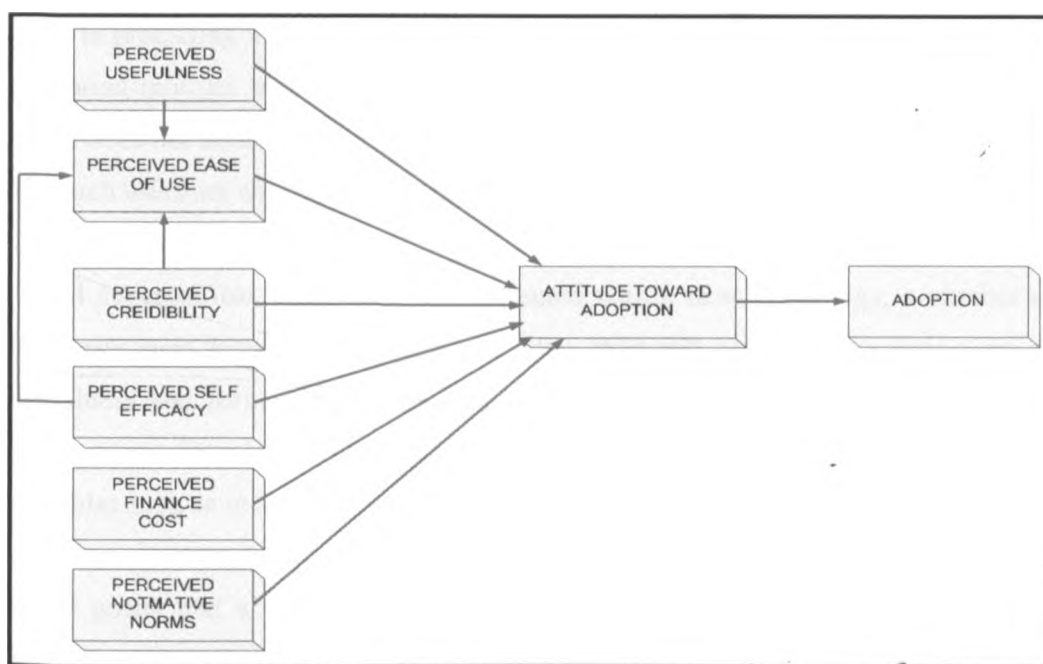 PERCEIVED
USEFULNESS
PERCEIVED EASE
OF USE
PERCEIVED
CREIDIBILITY
ATTITUDE TOWARD
ADOPTION
ADOPTION
PERCEIVED SELF
EFFICACY
PERCEIVED
FINANCE
COST
PERCEIVED
NOTMATIVE
NORMS